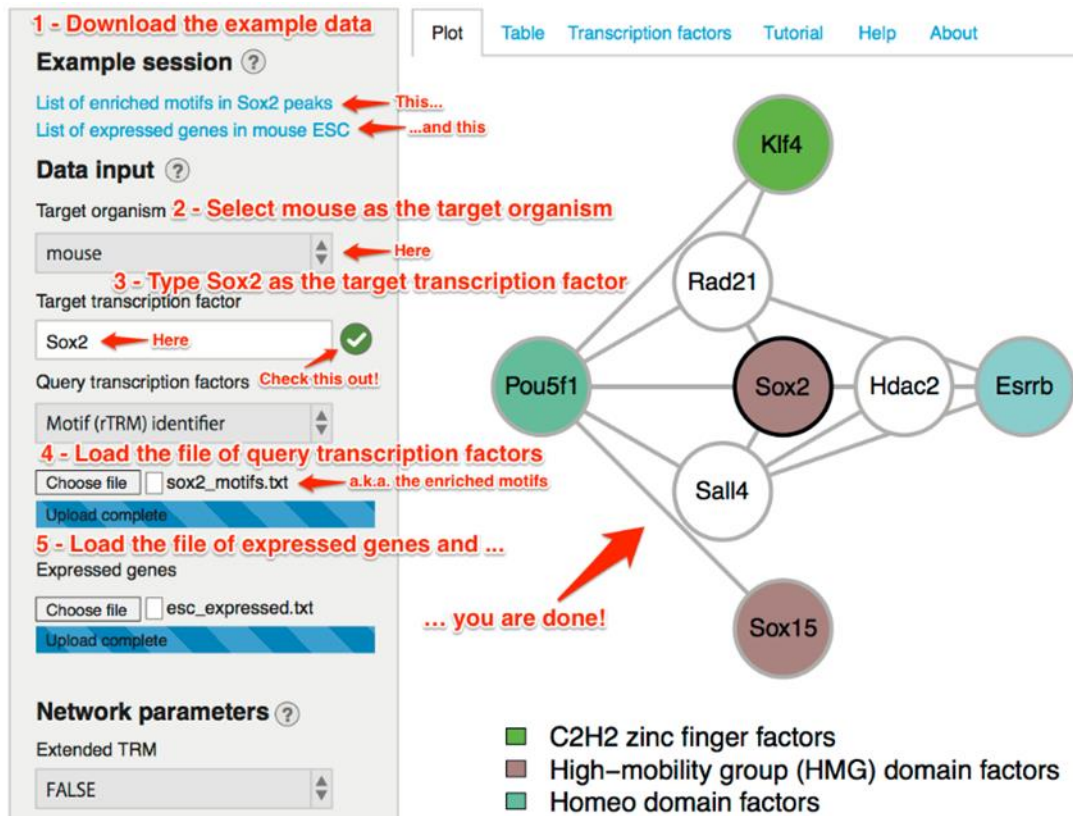 1 - Download the example data
Example session ?
List of enriched motifs in Sox2 peaks
This...
List of expressed genes in mouse ESC
...and this
Data input ?
Target organism
2 - Select mouse as the target organism
mouse
Here
3 - Type Sox2 as the target transcription factor
Target transcription factor
Sox2
Here
Query transcription factors
Check this out!
Motif (rTRM) identifier
4 - Load the file of query transcription factors
Choose file
sox2_motifs.txt
a.k.a. the enriched motifs
Upload complete
5 - Load the file of expressed genes and ...
Expressed genes
Choose file
esc_expressed.txt
Upload complete
Network parameters ?
Extended TRM
FALSE
Plot Table Transcription factors Tutorial Help About
Klf4
Rad21
Pou5f1
Sox2
Hdac2
Esrrb
Sall4
... you are done!
Sox15
C2H2 zinc finger factors
High-mobility group (HMG) domain factors
Homeo domain factors